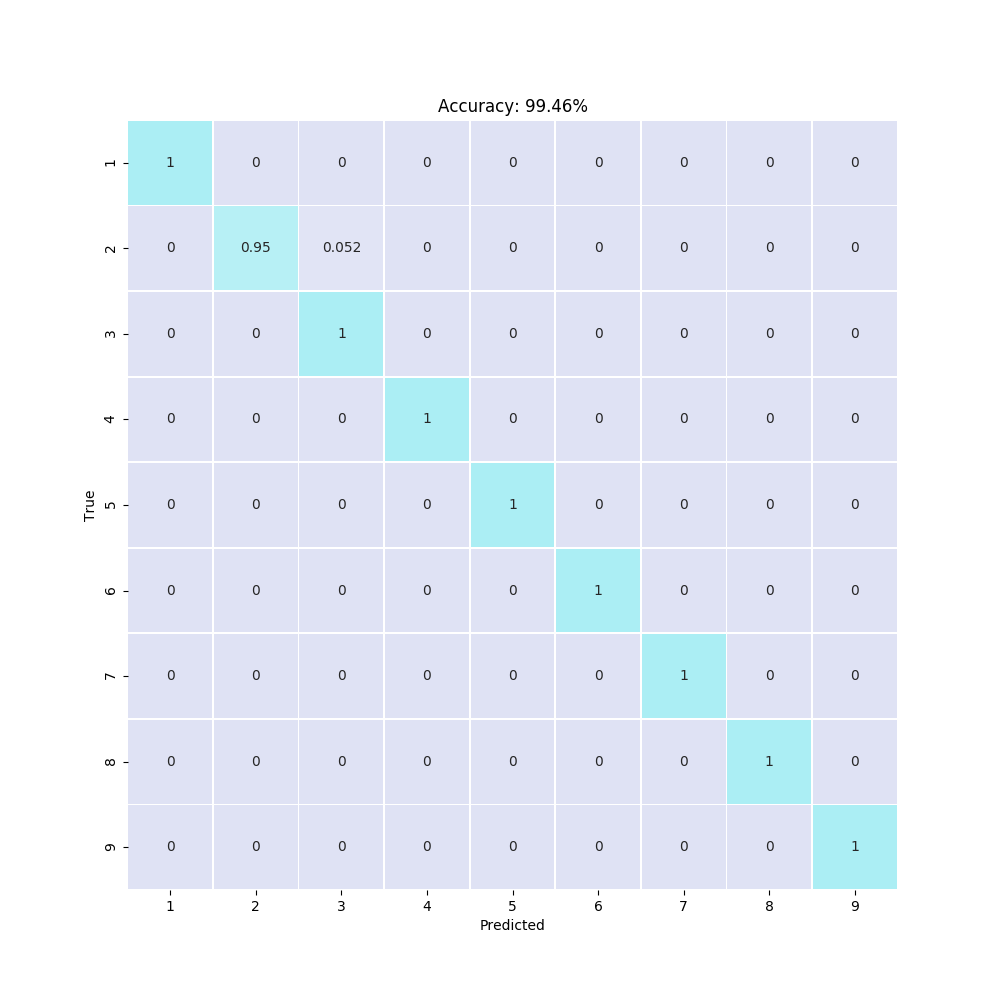 Accuracy: 99.46%
1 1 0 0 0 0 0 0 0 0
2 0 0.95 0.052 0 0 0 0 0 0
3 0 0 1 0 0 0 0 0 0
4 0 0 0 1 0 0 0 0 0
True
5 0 0 0 0 1 0 0 0 0
6 0 0 0 0 0 1 0 0 0
7 0 0 0 0 0 0 1 0 0
8 0 0 0 0 0 0 0 1 0
9 0 0 0 0 0 0 0 0 1
1 2 3 4 5 6 7 8 9
Predicted